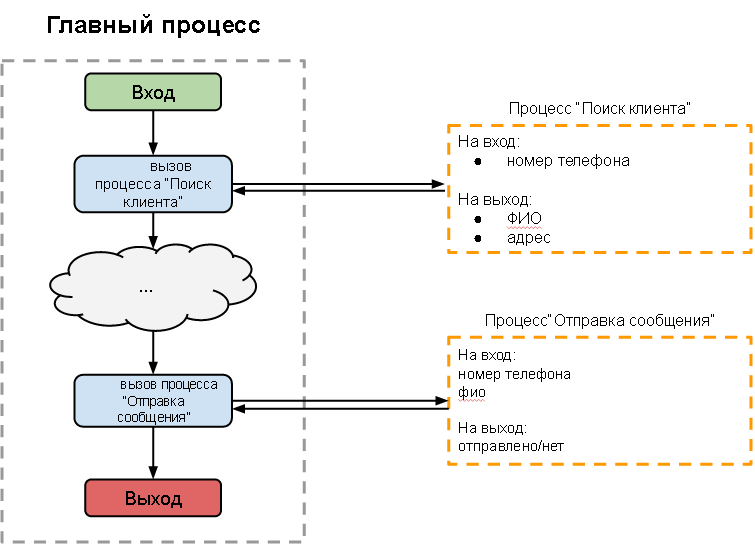 Главный процесс
Вход
вызов
процесса "Поиск
клиента"
...
вызов процесса
"Отправка
сообщения"
Выход
Процесс "Поиск клиента"
На вход:
● номер телефона
На выход:
● ФИО
● адрес
Процесс"Отправка сообщения"
На вход:
номер телефона
фио
На выход:
отправлено/нет